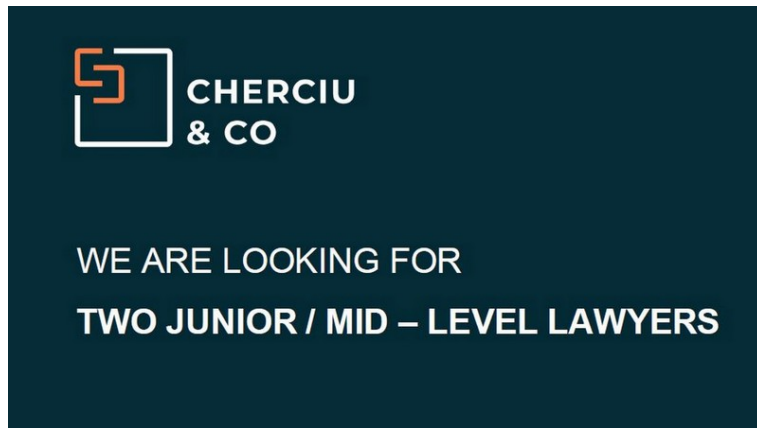 CHERCIU
& CO
WE ARE LOOKING FOR
TWO JUNIOR / MID – LEVEL LAWYERS